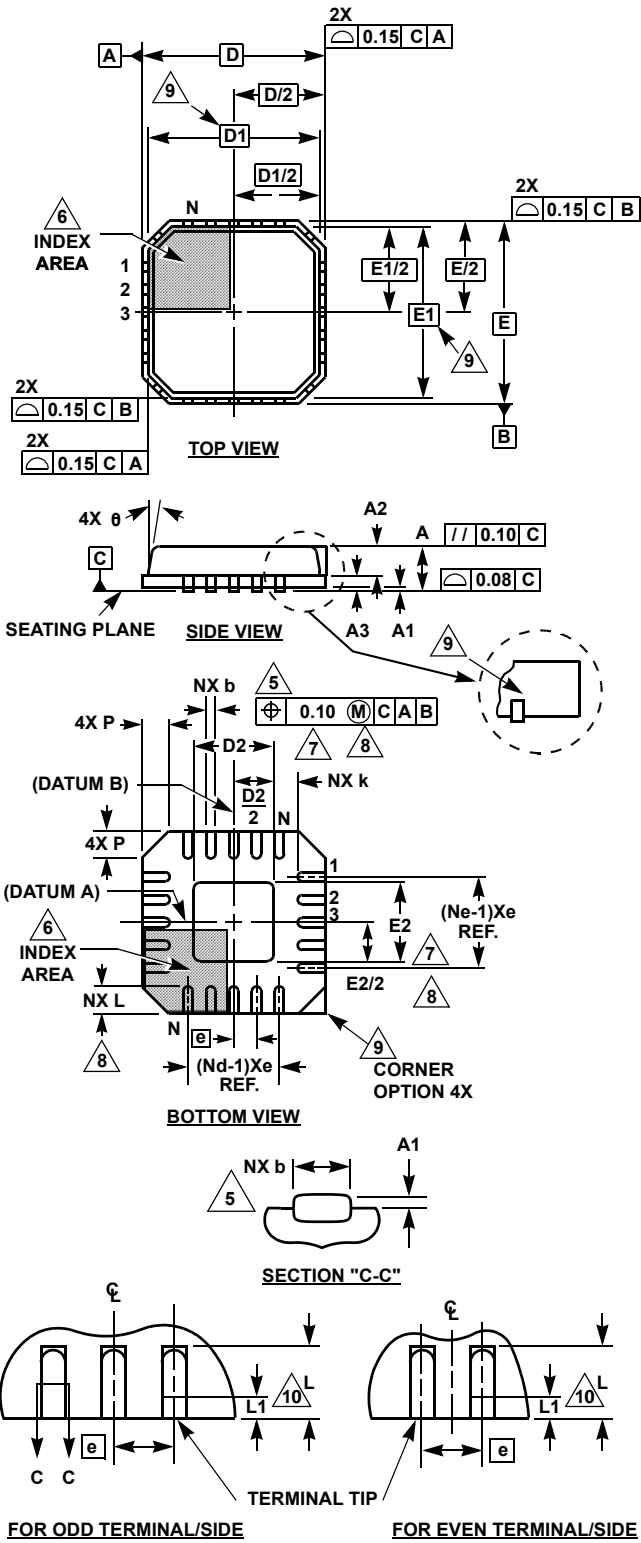 2X
⌓ 0.15 C A
A
D
9
D/2
D1
D1/2
2X
⌓ 0.15 C B
6
INDEX
AREA
N
1
2
3
E1/2
E/2
E1
E
9
2X
⌓ 0.15 C B
2X
⌓ 0.15 C A
B
TOP VIEW
4X θ
A2
A
// 0.10 C
C
⌓ 0.08 C
SEATING PLANE
SIDE VIEW
A3
A1
9
NX b
5
⌖ 0.10 Ⓜ C A B
4X P
D2
7
8
(DATUM B)
D2
2
N
NX k
4X P
1
(DATUM A)
2
3
E2
(Ne-1)Xe
REF.
6
INDEX
AREA
7
E2/2
NX L
8
8
N
e
9
(Nd-1)Xe
REF.
CORNER
OPTION 4X
BOTTOM VIEW
A1
NX b
5
SECTION "C-C"
C L
C L
L
10
L1
L
10
L1
e
e
C C
TERMINAL TIP
FOR ODD TERMINAL/SIDE
FOR EVEN TERMINAL/SIDE